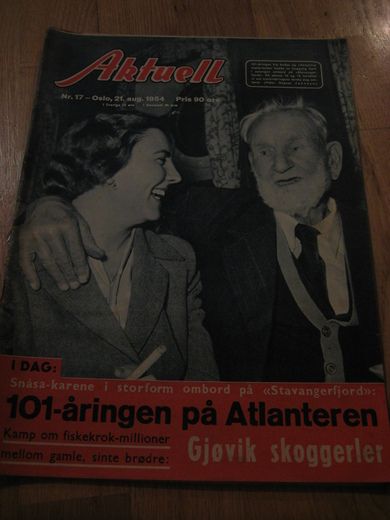 Aktuell
Nr. 17 – Oslo, 21. aug. 1954 Pris 90 øre
I DAG:
Snåsa-karene i storform ombord på «Stavangerfjord»:
101-åringen på Atlanteren
Kamp om fiskekrok-millioner
mellom gamle, sinte brødre:
Gjøvik skoggerler